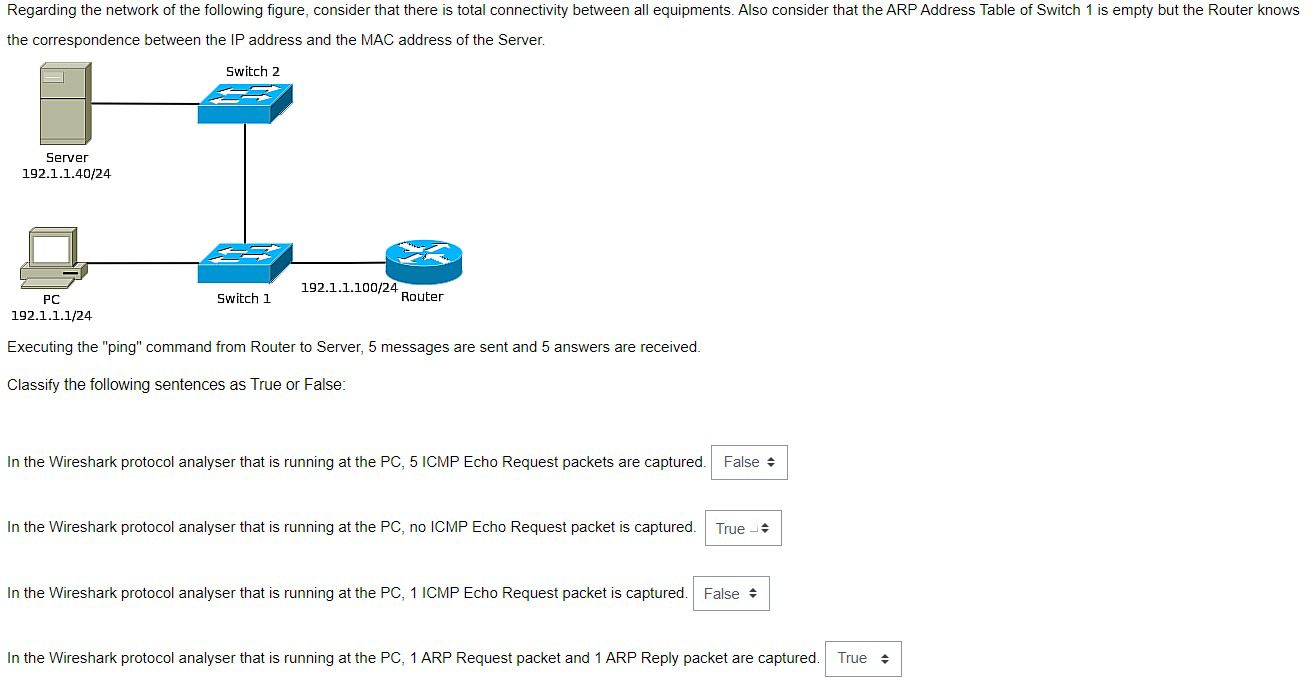 Regarding the network of the following figure, consider that there is total connectivity between all equipments. Also consider that the ARP Address Table of Switch 1 is empty but the Router knows
the correspondence between the IP address and the MAC address of the Server.
Switch 2
Server
192.1.1.40/24
192.1.1.100/24
Router
PC
Switch 1
192.1.1.1/24
Executing the "ping" command from Router to Server, 5 messages are sent and 5 answers are received.
Classify the following sentences as True or False:
In the Wireshark protocol analyser that is running at the PC, 5 ICMP Echo Request packets are captured. False
In the Wireshark protocol analyser that is running at the PC, no ICMP Echo Request packet is captured. True
In the Wireshark protocol analyser that is running at the PC, 1 ICMP Echo Request packet is captured. False
In the Wireshark protocol analyser that is running at the PC, 1 ARP Request packet and 1 ARP Reply packet are captured. True